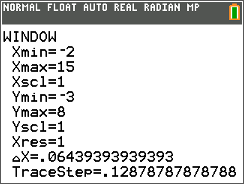 NORMAL FLOAT AUTO REAL RADIAN MP
WINDOW
Xmin=-2
Xmax=15
Xscl=1
Ymin=-3
Ymax=8
Yscl=1
Xres=1
△X=.06439393939393
TraceStep=.12878787878788